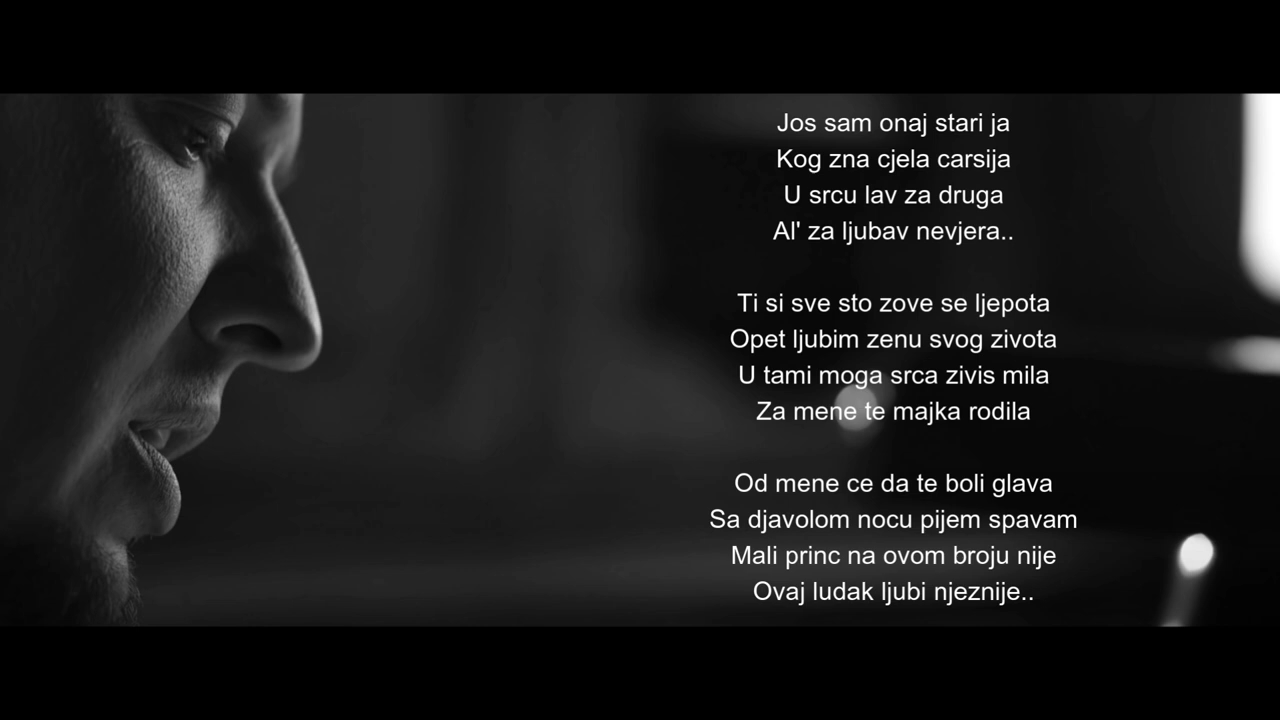 Jos sam onaj stari ja
Kog zna cjela carsija
U srcu lav za druga
Al' za ljubav nevjera..
Ti si sve sto zove se ljepota
Opet ljubim zenu svog zivota
U tami moga srca zivis mila
Za mene te majka rodila
Od mene ce da te boli glava
Sa djavolom nocu pijem spavam
Mali princ na ovom broju nije
Ovaj ludak ljubi njeznije..